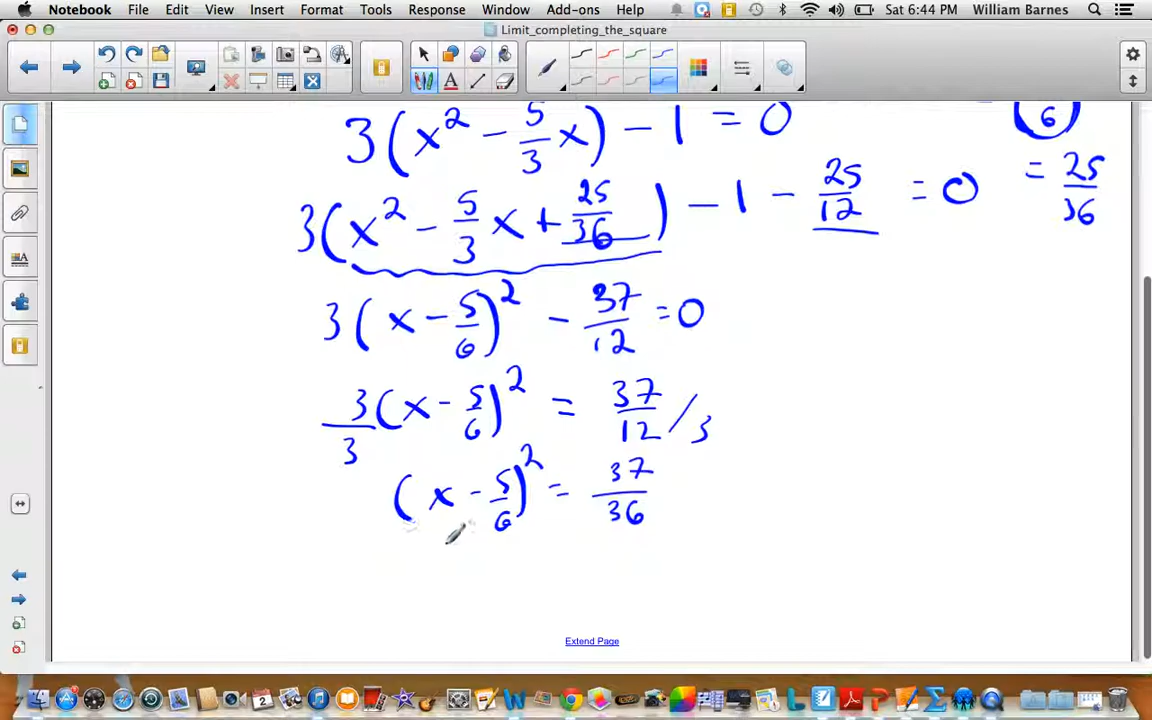 Notebook File Edit View Insert Format Tools Response Window Add-ons Help Sat 6:44 PM William Barnes
Limit_completing_the_square
3(x² - 5/3 x) - 1 = 0
(6)
3(x² - 5/3 x + 25/36) - 1 - 25/12 = 0
= 25/36
3(x - 5/6)² - 37/12 = 0
3/3 (x - 5/6)² = 37/12 / 3
(x - 5/6)² = 37/36
Extend Page